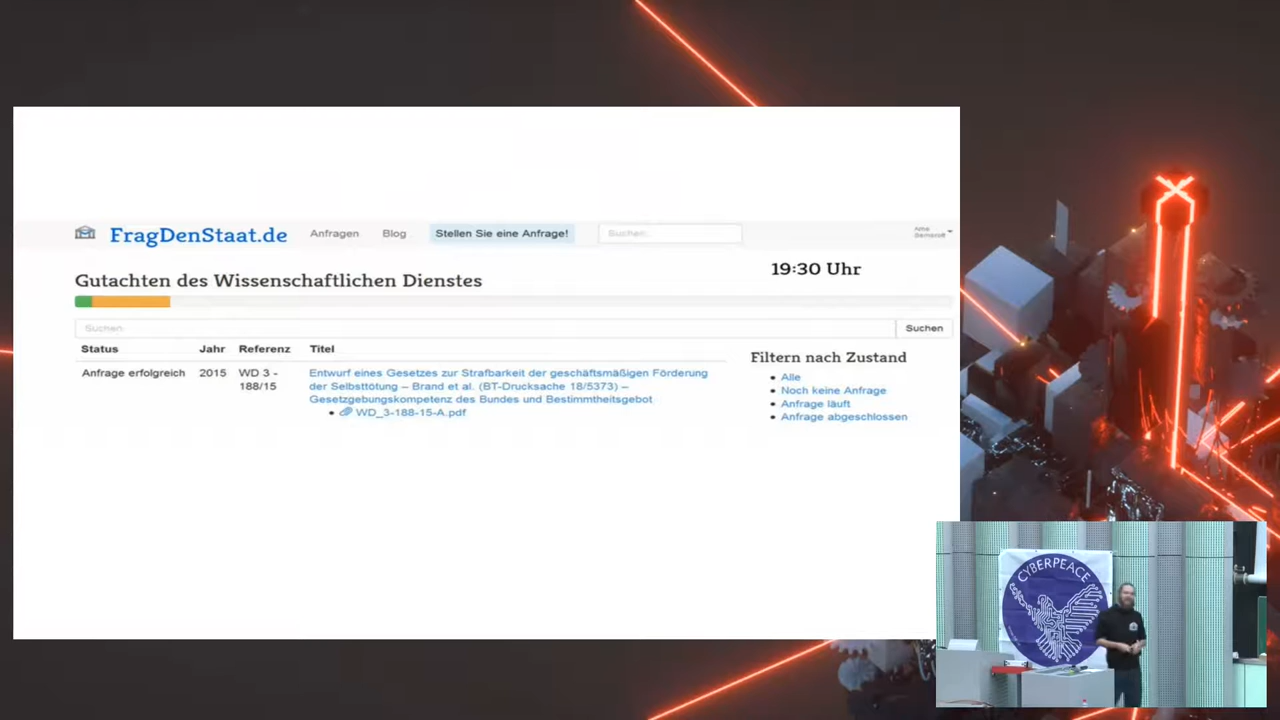 FragDenStaat.de Anfragen Blog Stellen Sie eine Anfrage! Suchen...
19:30 Uhr
Gutachten des Wissenschaftlichen Dienstes
Suchen Suchen
Status Jahr Referenz Titel
Anfrage erfolgreich 2015 WD 3 -
188/15
Entwurf eines Gesetzes zur Strafbarkeit der geschäftsmäßigen Förderung
der Selbsttötung – Brand et al. (BT-Drucksache 18/5373) –
Gesetzgebungskompetenz des Bundes und Bestimmtheitsgebot
WD_3-188-15-A.pdf
Filtern nach Zustand
Alle
Noch keine Anfrage
Anfrage läuft
Anfrage abgeschlossen
CYBERPEACE